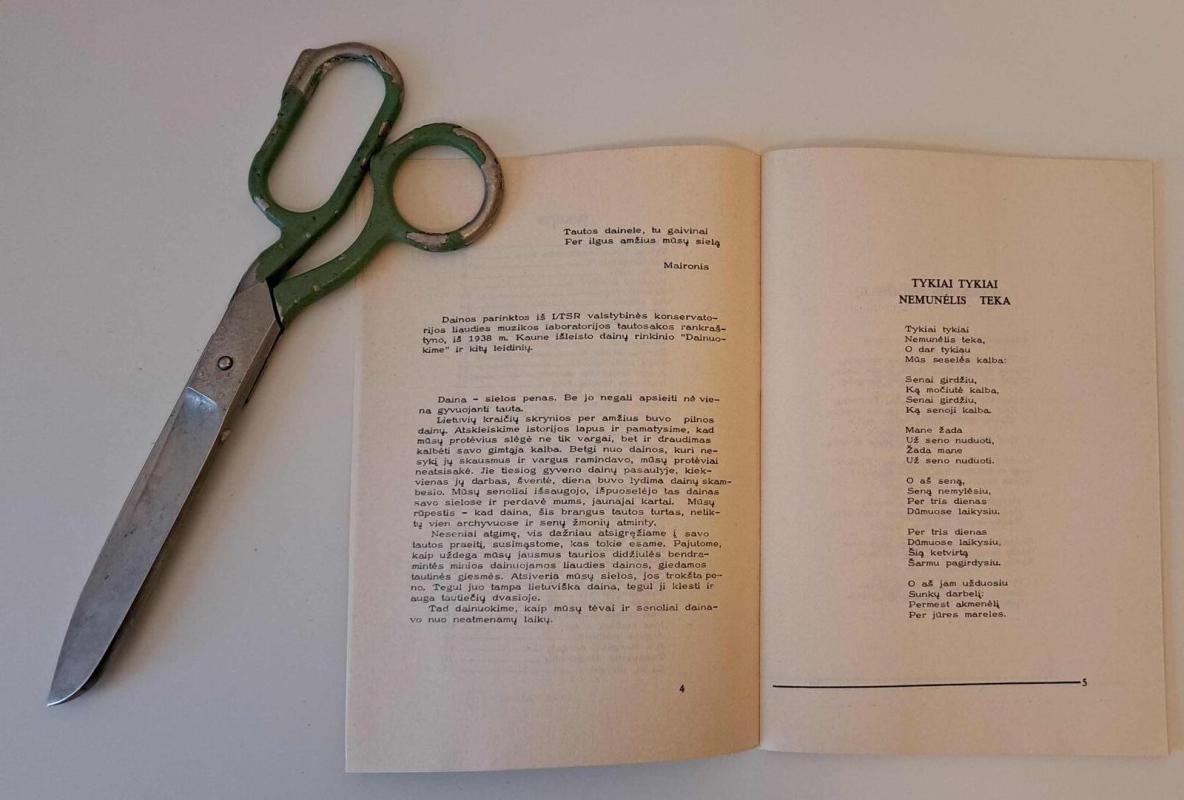 Tautos dainele, tu gaivinai
Per ilgus amžius mūsų sielą
Maironis
Dainos parinktos iš LTSR valstybinės konservato-
rijos liaudies muzikos laboratorijos tautosakos rankraš-
tyno, iš 1938 m. Kaune išleisto dainų rinkinio "Dainuo-
kime" ir kitų leidinių.
Daina - sielos penas. Be jo negali apsieiti nė vie-
na gyvuojanti tauta.
Lietuvių kraičių skrynios per amžius buvo pilnos
dainų. Atskleiskime istorijos lapus ir pamatysime, kad
mūsų protėvius slėgė ne tik vargai, bet ir draudimas
kalbėti savo gimtąja kalba. Betgi nuo dainos, kuri ne-
sykį jų skausmus ir vargus ramindavo, mūsų protėviai
neatsisakė. Jie tiesiog gyveno dainų pasaulyje, kiek-
vienas jų darbas, šventė, diena buvo lydima dainų skam-
besio. Mūsų senoliai išsaugojo, išpuoselėjo tas dainas
savo sielose ir perdavė mums, jaunajai kartai. Mūsų
rūpestis - kad daina, šis brangus tautos turtas, nelik-
tų vien archyvuose ir senų žmonių atminty.
Neseniai atgimę, vis dažniau atsigręžiame į savo
tautos praeitį, susimąstome, kas tokie esame. Pajutome,
kaip uždega mūsų jausmus taurios didžiulės bendra-
mintės minios dainuojamos liaudies dainos, giedamos
tautinės giesmės. Atsiveria mūsų sielos, jos trokšta pe-
no. Tegul juo tampa lietuviška daina, tegul ji klesti ir
auga tautiečių dvasioje.
Tad dainuokime, kaip mūsų tėvai ir senoliai daina-
vo nuo neatmenamų laikų.
4
TYKIAI TYKIAI
NEMUNĖLIS TEKA
Tykiai tykiai
Nemunėlis teka,
O dar tykiau
Mūs seselės kalba:
Senai girdžiu,
Ką močiutė kalba,
Senai girdžiu,
Ką senoji kalba.
Mane žada
Už seno nuduoti,
Žada mane
Už seno nuduoti.
O aš seną,
Seną nemylėsiu,
Per tris dienas
Dūmuose laikysiu.
Per tris dienas
Dūmuose laikysiu,
Šią ketvirtą
Šarmu pagirdysiu.
O aš jam užduosiu
Sunkų darbelį:
Permest akmenėlį
Per jūres mareles.
5